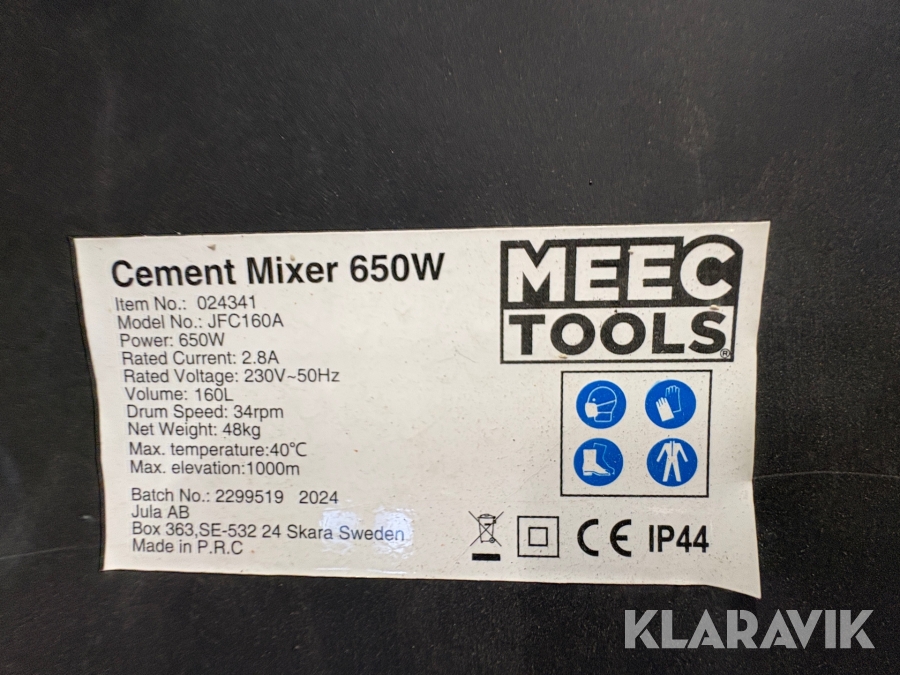 Cement Mixer 650W
Item No.: 024341
Model No.: JFC160A
Power: 650W
Rated Current: 2.8A
Rated Voltage: 230V~50Hz
Volume: 160L
Drum Speed: 34rpm
Net Weight: 48kg
Max. temperature:40℃
Max. elevation:1000m
Batch No.: 2299519 2024
Jula AB
Box 363,SE-532 24 Skara Sweden
Made in P.R.C
MEEC
TOOLS®
CE IP44
KLARAVIK